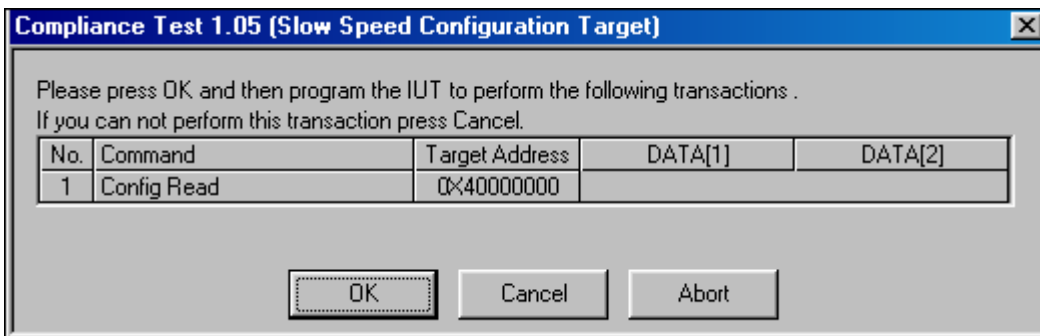 Compliance Test 1.05 (Slow Speed Configuration Target)
Please press OK and then program the IUT to perform the following transactions .
If you can not perform this transaction press Cancel.
No. Command Target Address DATA[1] DATA[2]
1 Config Read 0X40000000
OK Cancel Abort